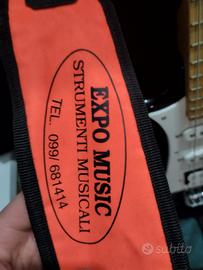 EXPO MUSIC
STRUMENTI MUSICALI
TEL. 099/ 681414
subito